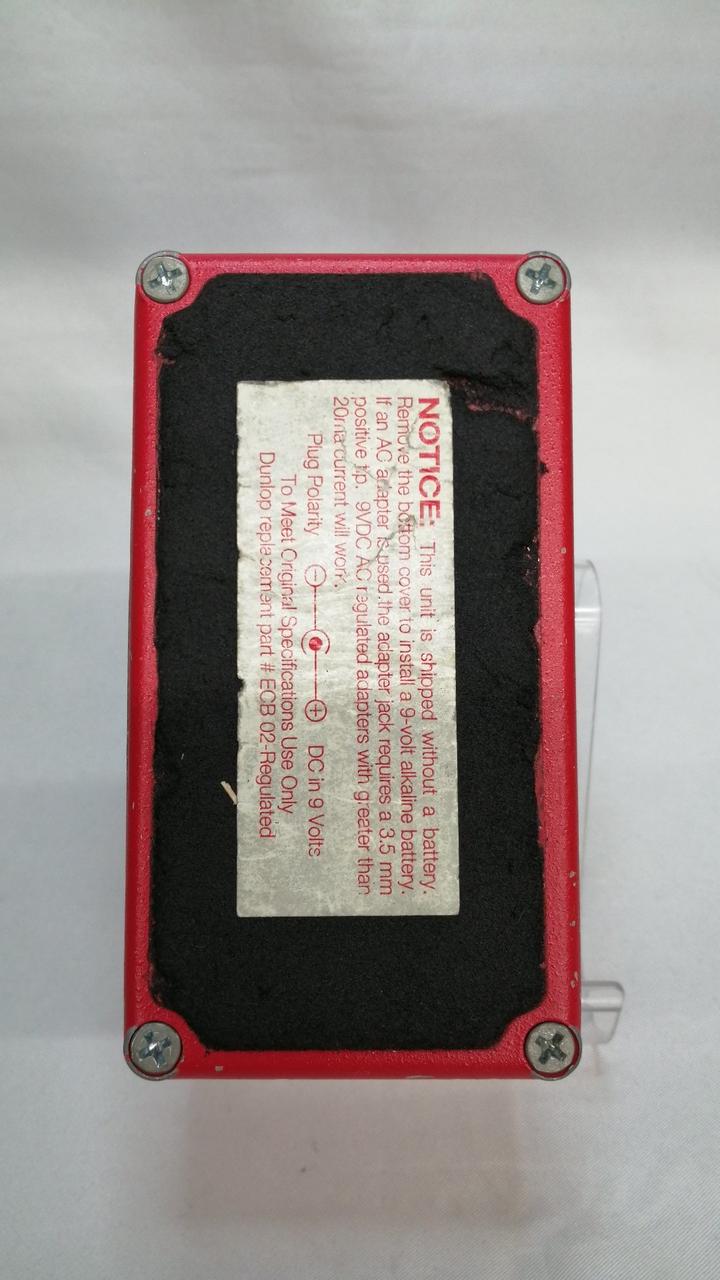 NOTICE: This unit is shipped without a battery.
Remove the bottom cover to install a 9-volt alkaline battery.
If an AC adapter is used.the adapter jack requires a 3.5 mm
positive tip. 9VDC AC regulated adapters with greater than
20ma current will work.
Plug Polarity - + DC in 9 Volts
To Meet Original Specifications Use Only
Dunlop replacement part # ECB 02-Regulated